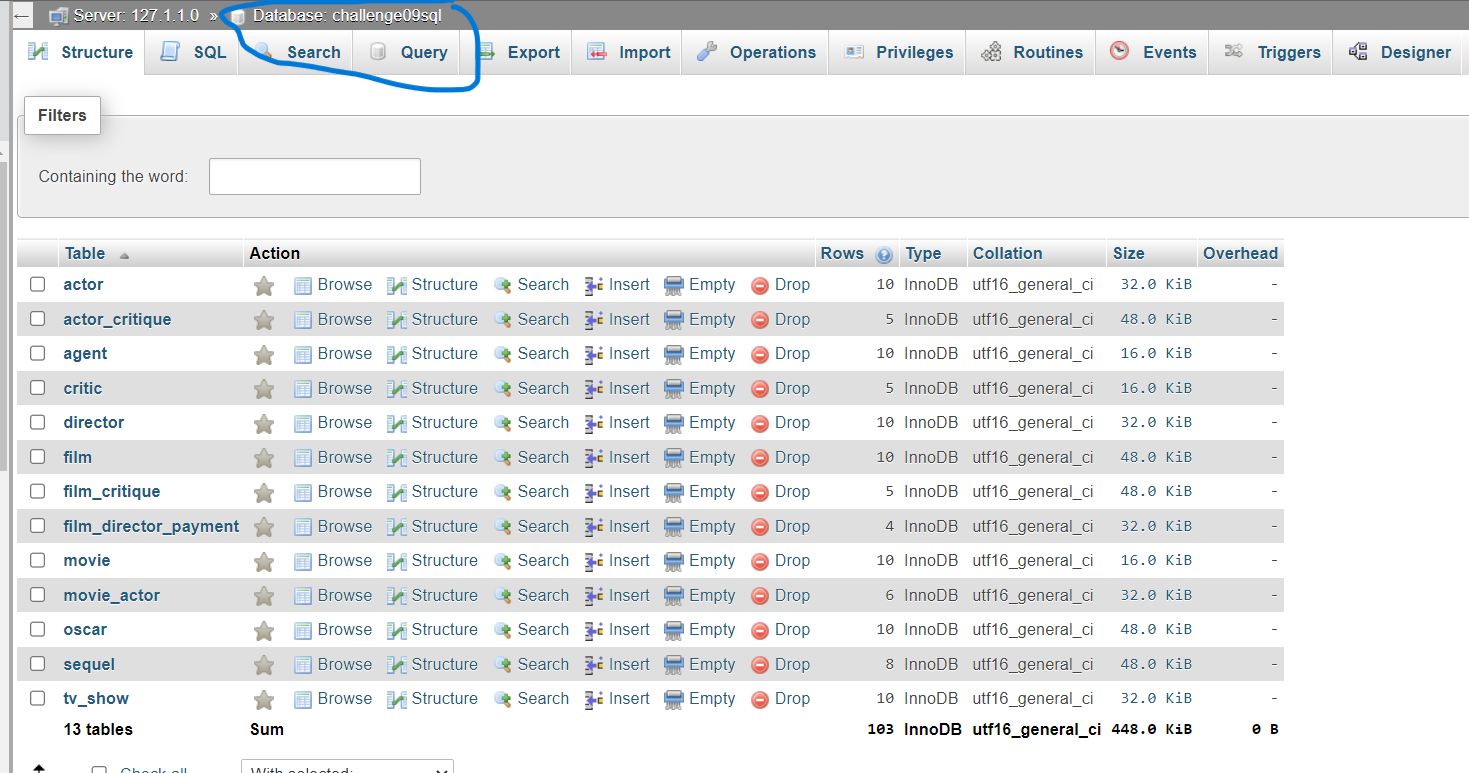 ← Server: 127.1.1.0 » Database: challenge09sql
Structure SQL Search Query Export Import Operations Privileges Routines Events Triggers Designer
Filters
Containing the word:
Table Action Rows Type Collation Size Overhead
actor Browse Structure Search Insert Empty Drop 10 InnoDB utf16_general_ci 32.0 KiB -
actor_critique Browse Structure Search Insert Empty Drop 5 InnoDB utf16_general_ci 48.0 KiB -
agent Browse Structure Search Insert Empty Drop 10 InnoDB utf16_general_ci 16.0 KiB -
critic Browse Structure Search Insert Empty Drop 5 InnoDB utf16_general_ci 16.0 KiB -
director Browse Structure Search Insert Empty Drop 10 InnoDB utf16_general_ci 32.0 KiB -
film Browse Structure Search Insert Empty Drop 10 InnoDB utf16_general_ci 48.0 KiB -
film_critique Browse Structure Search Insert Empty Drop 5 InnoDB utf16_general_ci 48.0 KiB -
film_director_payment Browse Structure Search Insert Empty Drop 4 InnoDB utf16_general_ci 32.0 KiB -
movie Browse Structure Search Insert Empty Drop 10 InnoDB utf16_general_ci 16.0 KiB -
movie_actor Browse Structure Search Insert Empty Drop 6 InnoDB utf16_general_ci 32.0 KiB -
oscar Browse Structure Search Insert Empty Drop 10 InnoDB utf16_general_ci 48.0 KiB -
sequel Browse Structure Search Insert Empty Drop 8 InnoDB utf16_general_ci 48.0 KiB -
tv_show Browse Structure Search Insert Empty Drop 10 InnoDB utf16_general_ci 32.0 KiB -
13 tables Sum 103 InnoDB utf16_general_ci 448.0 KiB 0 B
Check all With selected: